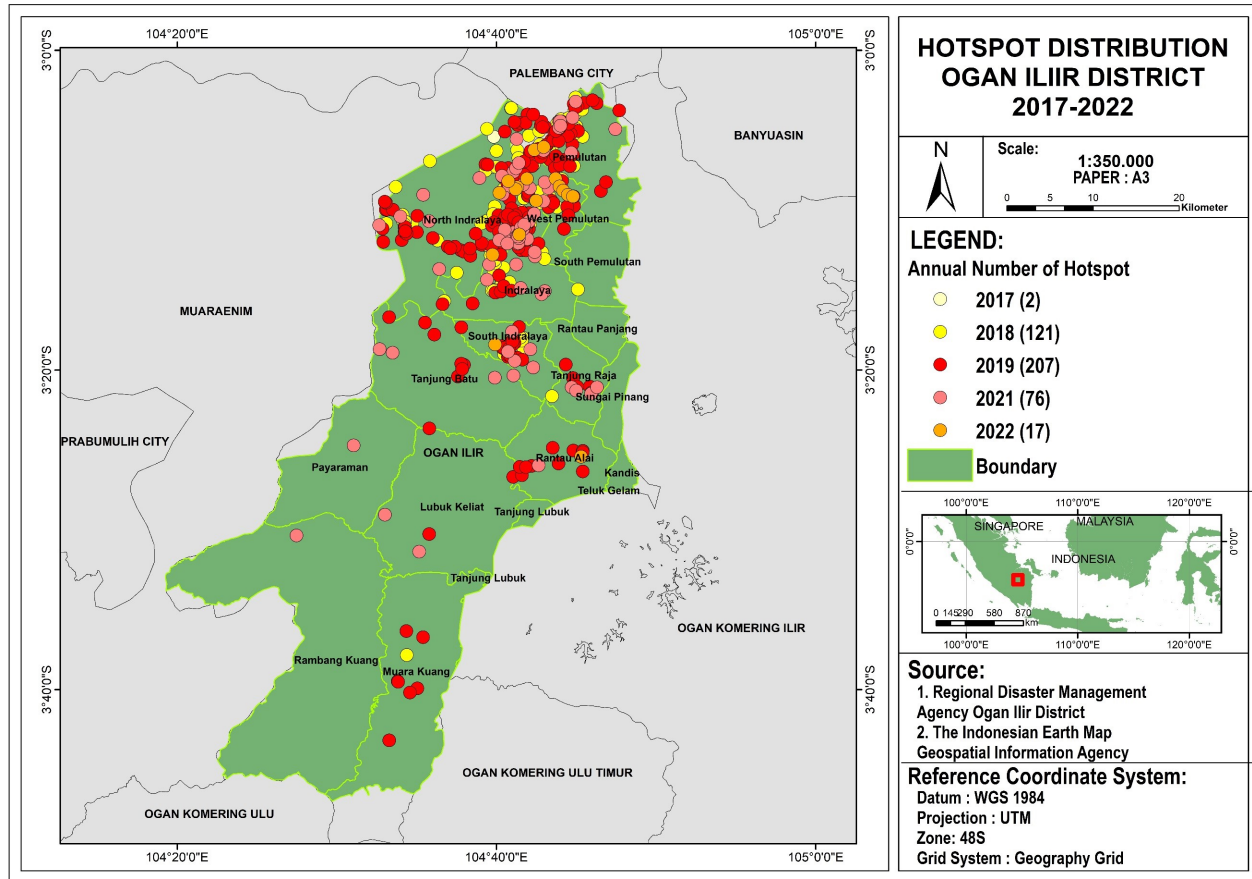 104°20'0"E
104°40'0"E
105°0'0"E
3°0'0"S
3°0'0"S
PALEMBANG CITY
BANYUASIN
Pemulutan
North Indralaya
West Pemulutan
South Pemulutan
Indralaya
MUARAENIM
Rantau Panjang
South Indralaya
3°20'0"S
3°20'0"S
Tanjung Batu
Tanjung Raja
Sungai Pinang
PRABUMULIH CITY
OGAN ILIR
Rantau Alai
Payaraman
Kandis
Teluk Gelam
Lubuk Keliat
Tanjung Lubuk
Tanjung Lubuk
OGAN KOMERING ILIR
Rambang Kuang
Muara Kuang
3°40'0"S
3°40'0"S
OGAN KOMERING ULU TIMUR
OGAN KOMERING ULU
104°20'0"E
104°40'0"E
105°0'0"E
HOTSPOT DISTRIBUTION
OGAN ILIIR DISTRICT
2017-2022
N
Scale:
1:350.000
PAPER : A3
0 5 10 20
Kilometer
LEGEND:
Annual Number of Hotspot
2017 (2)
2018 (121)
2019 (207)
2021 (76)
2022 (17)
Boundary
100°0'0"E 110°0'0"E 120°0'0"E
SINGAPORE
MALAYSIA
0°0'0"
0°0'0"
INDONESIA
0 145290 580 870
km
100°0'0"E 110°0'0"E 120°0'0"E
Source:
1. Regional Disaster Management
Agency Ogan Ilir District
2. The Indonesian Earth Map
Geospatial Information Agency
Reference Coordinate System:
Datum : WGS 1984
Projection : UTM
Zone: 48S
Grid System : Geography Grid